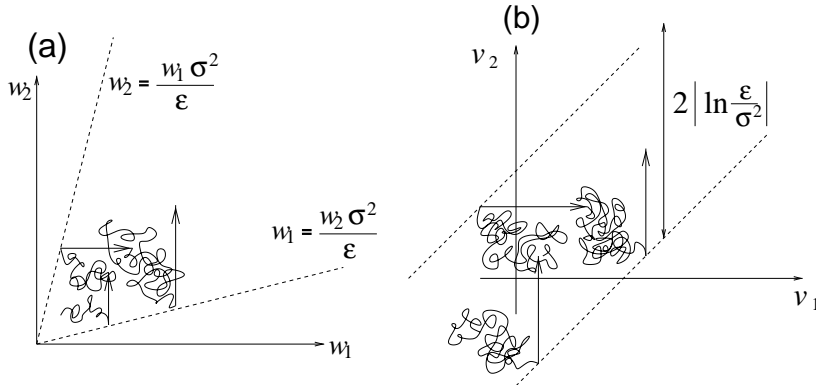 (a)
w₂
w₂ = w₁ σ² / ε
w₁ = w₂ σ² / ε
w₁
(b)
v₂
2 | ln ε/σ² |
v₁